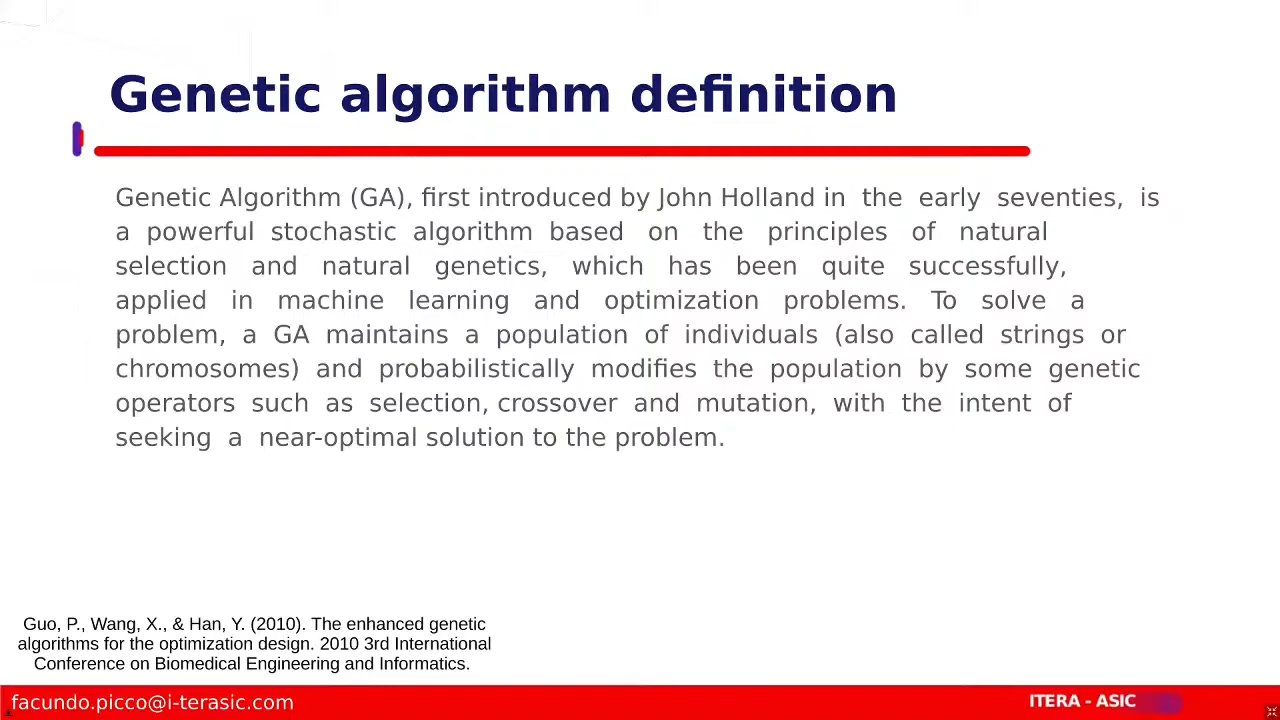 Genetic algorithm definition
Genetic Algorithm (GA), first introduced by John Holland in the early seventies, is
a powerful stochastic algorithm based on the principles of natural
selection and natural genetics, which has been quite successfully,
applied in machine learning and optimization problems. To solve a
problem, a GA maintains a population of individuals (also called strings or
chromosomes) and probabilistically modifies the population by some genetic
operators such as selection, crossover and mutation, with the intent of
seeking a near-optimal solution to the problem.
Guo, P., Wang, X., & Han, Y. (2010). The enhanced genetic
algorithms for the optimization design. 2010 3rd International
Conference on Biomedical Engineering and Informatics.
facundo.picco@i-terasic.com
ITERA - ASIC